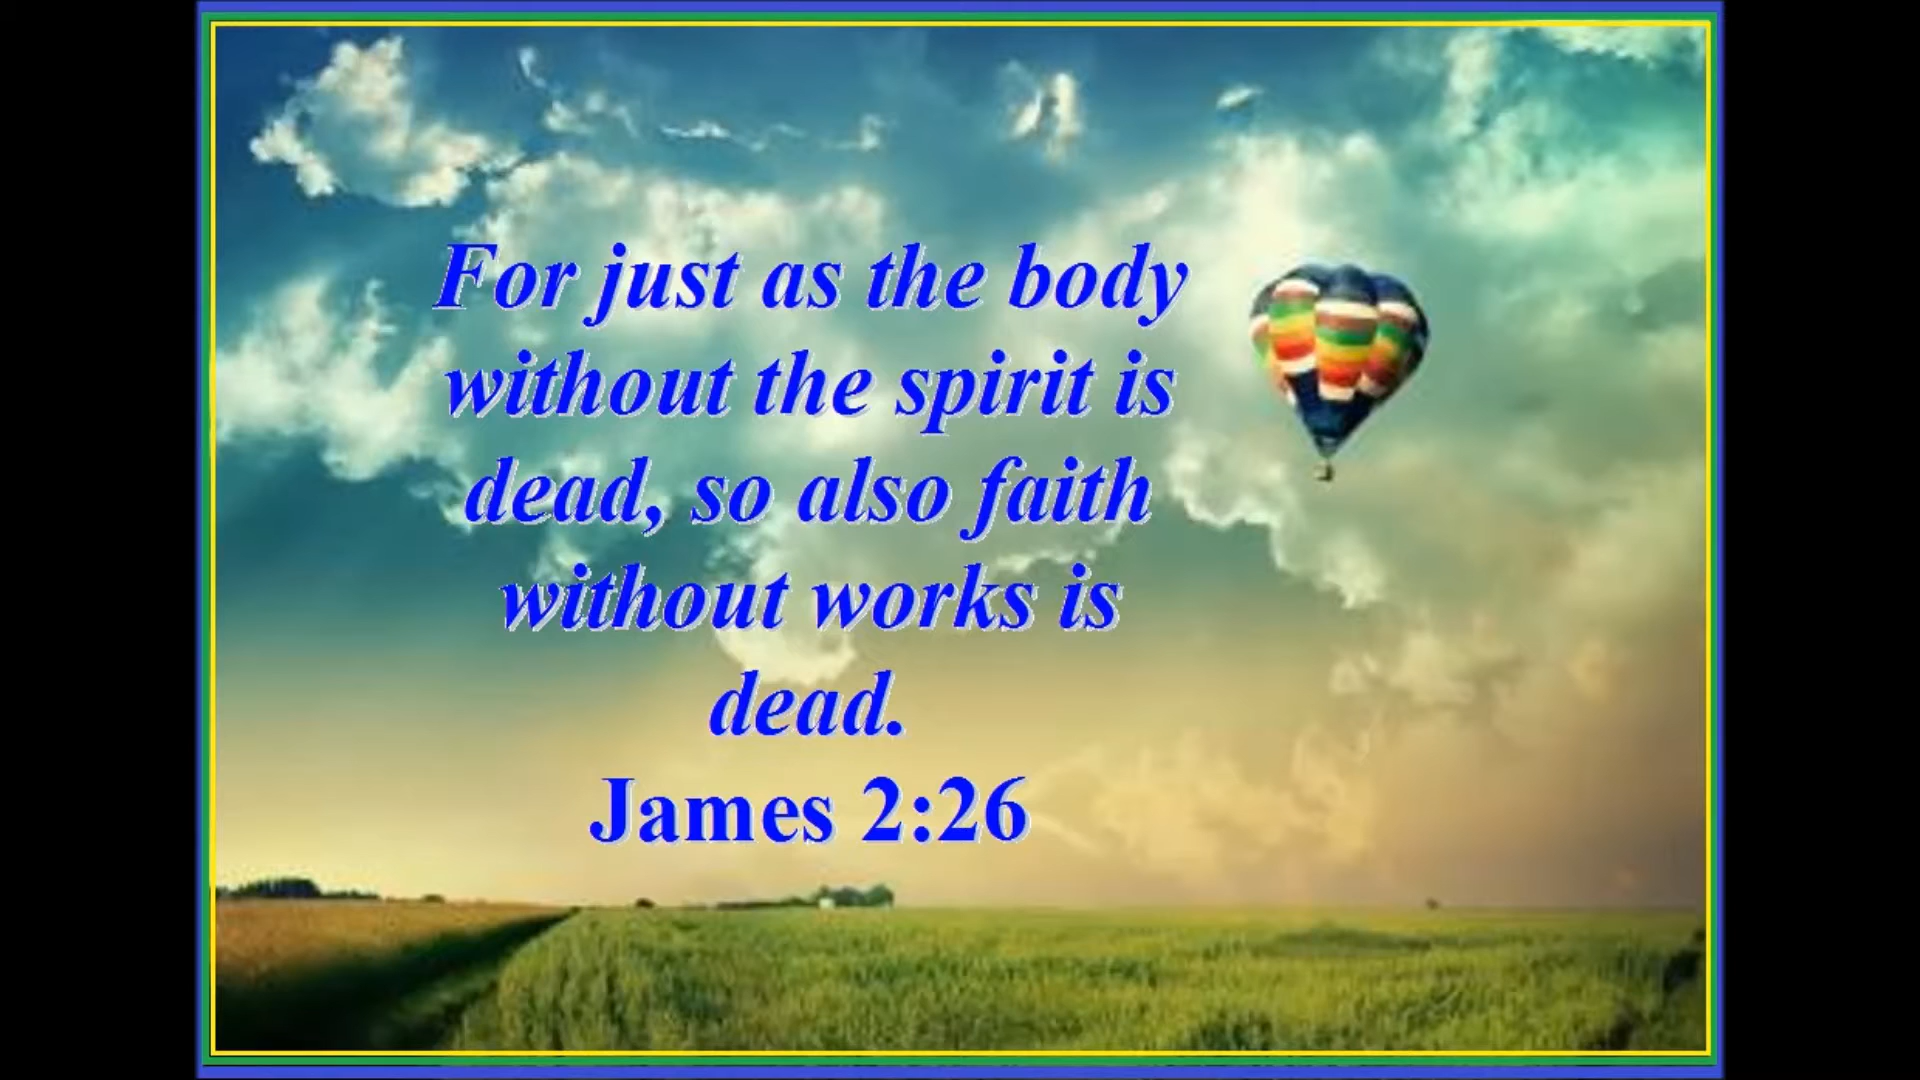 For just as the body
without the spirit is
dead, so also faith
without works is
dead.
James 2:26